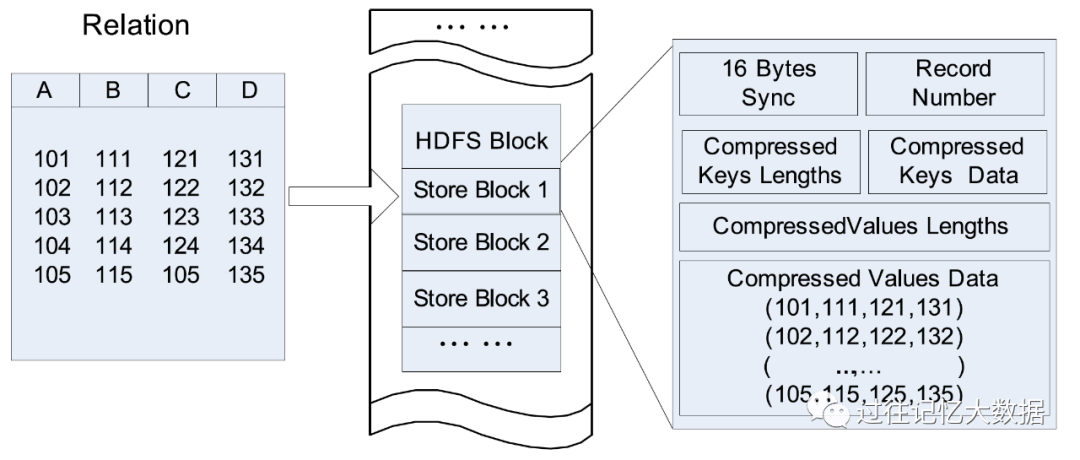 Relation
A B C D
101 111 121 131
102 112 122 132
103 113 123 133
104 114 124 134
105 115 105 135
... ...
HDFS Block
Store Block 1
Store Block 2
Store Block 3
... ...
16 Bytes
Sync
Record
Number
Compressed
Keys Lengths
Compressed
Keys Data
CompressedValues Lengths
Compressed Values Data
(101,111,121,131)
(102,112,122,132)
( ..,... )
(105,115,125,135)
过往记忆大数据